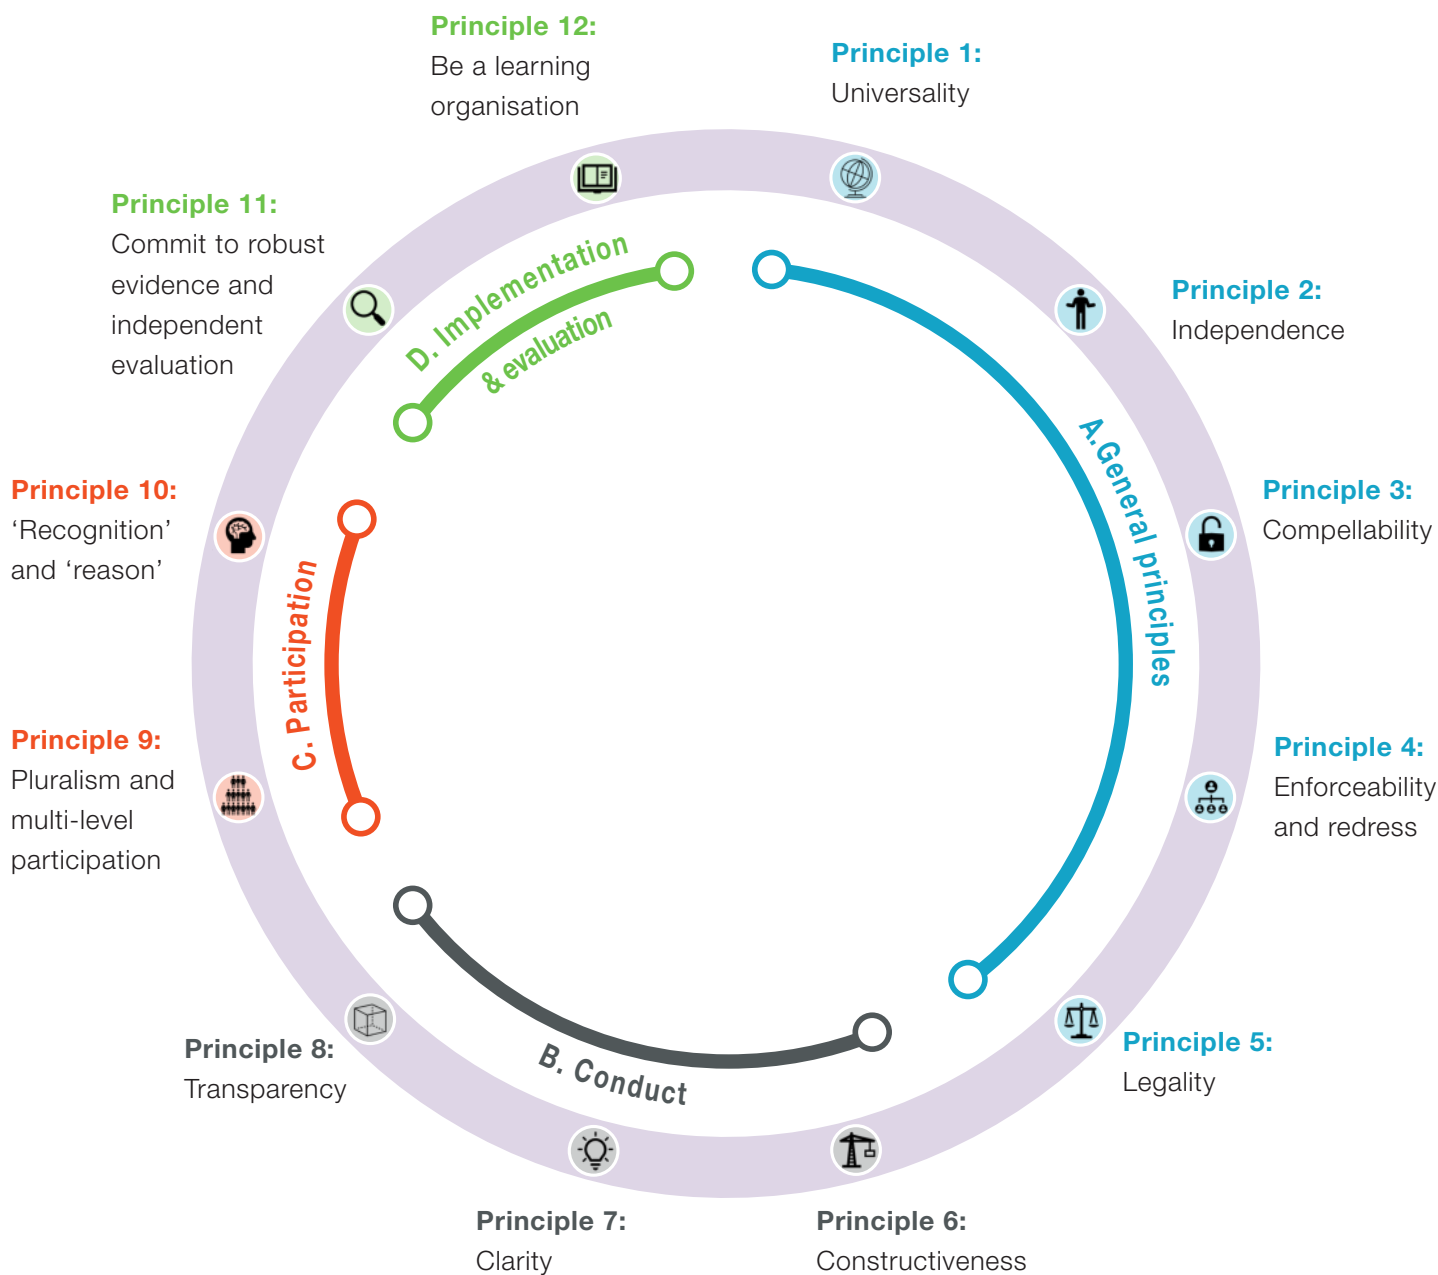 Principle 12:
Be a learning
organisation
Principle 1:
Universality
Principle 11:
Commit to robust
evidence and
independent
evaluation
Principle 2:
Independence
D. Implementation
& evaluation
A.General principles
Principle 10:
‘Recognition’
and ‘reason’
Principle 3:
Compellability
C. Participation
Principle 9:
Pluralism and
multi-level
participation
Principle 4:
Enforceability
and redress
Principle 8:
Transparency
B. Conduct
Principle 5:
Legality
Principle 7:
Clarity
Principle 6:
Constructiveness